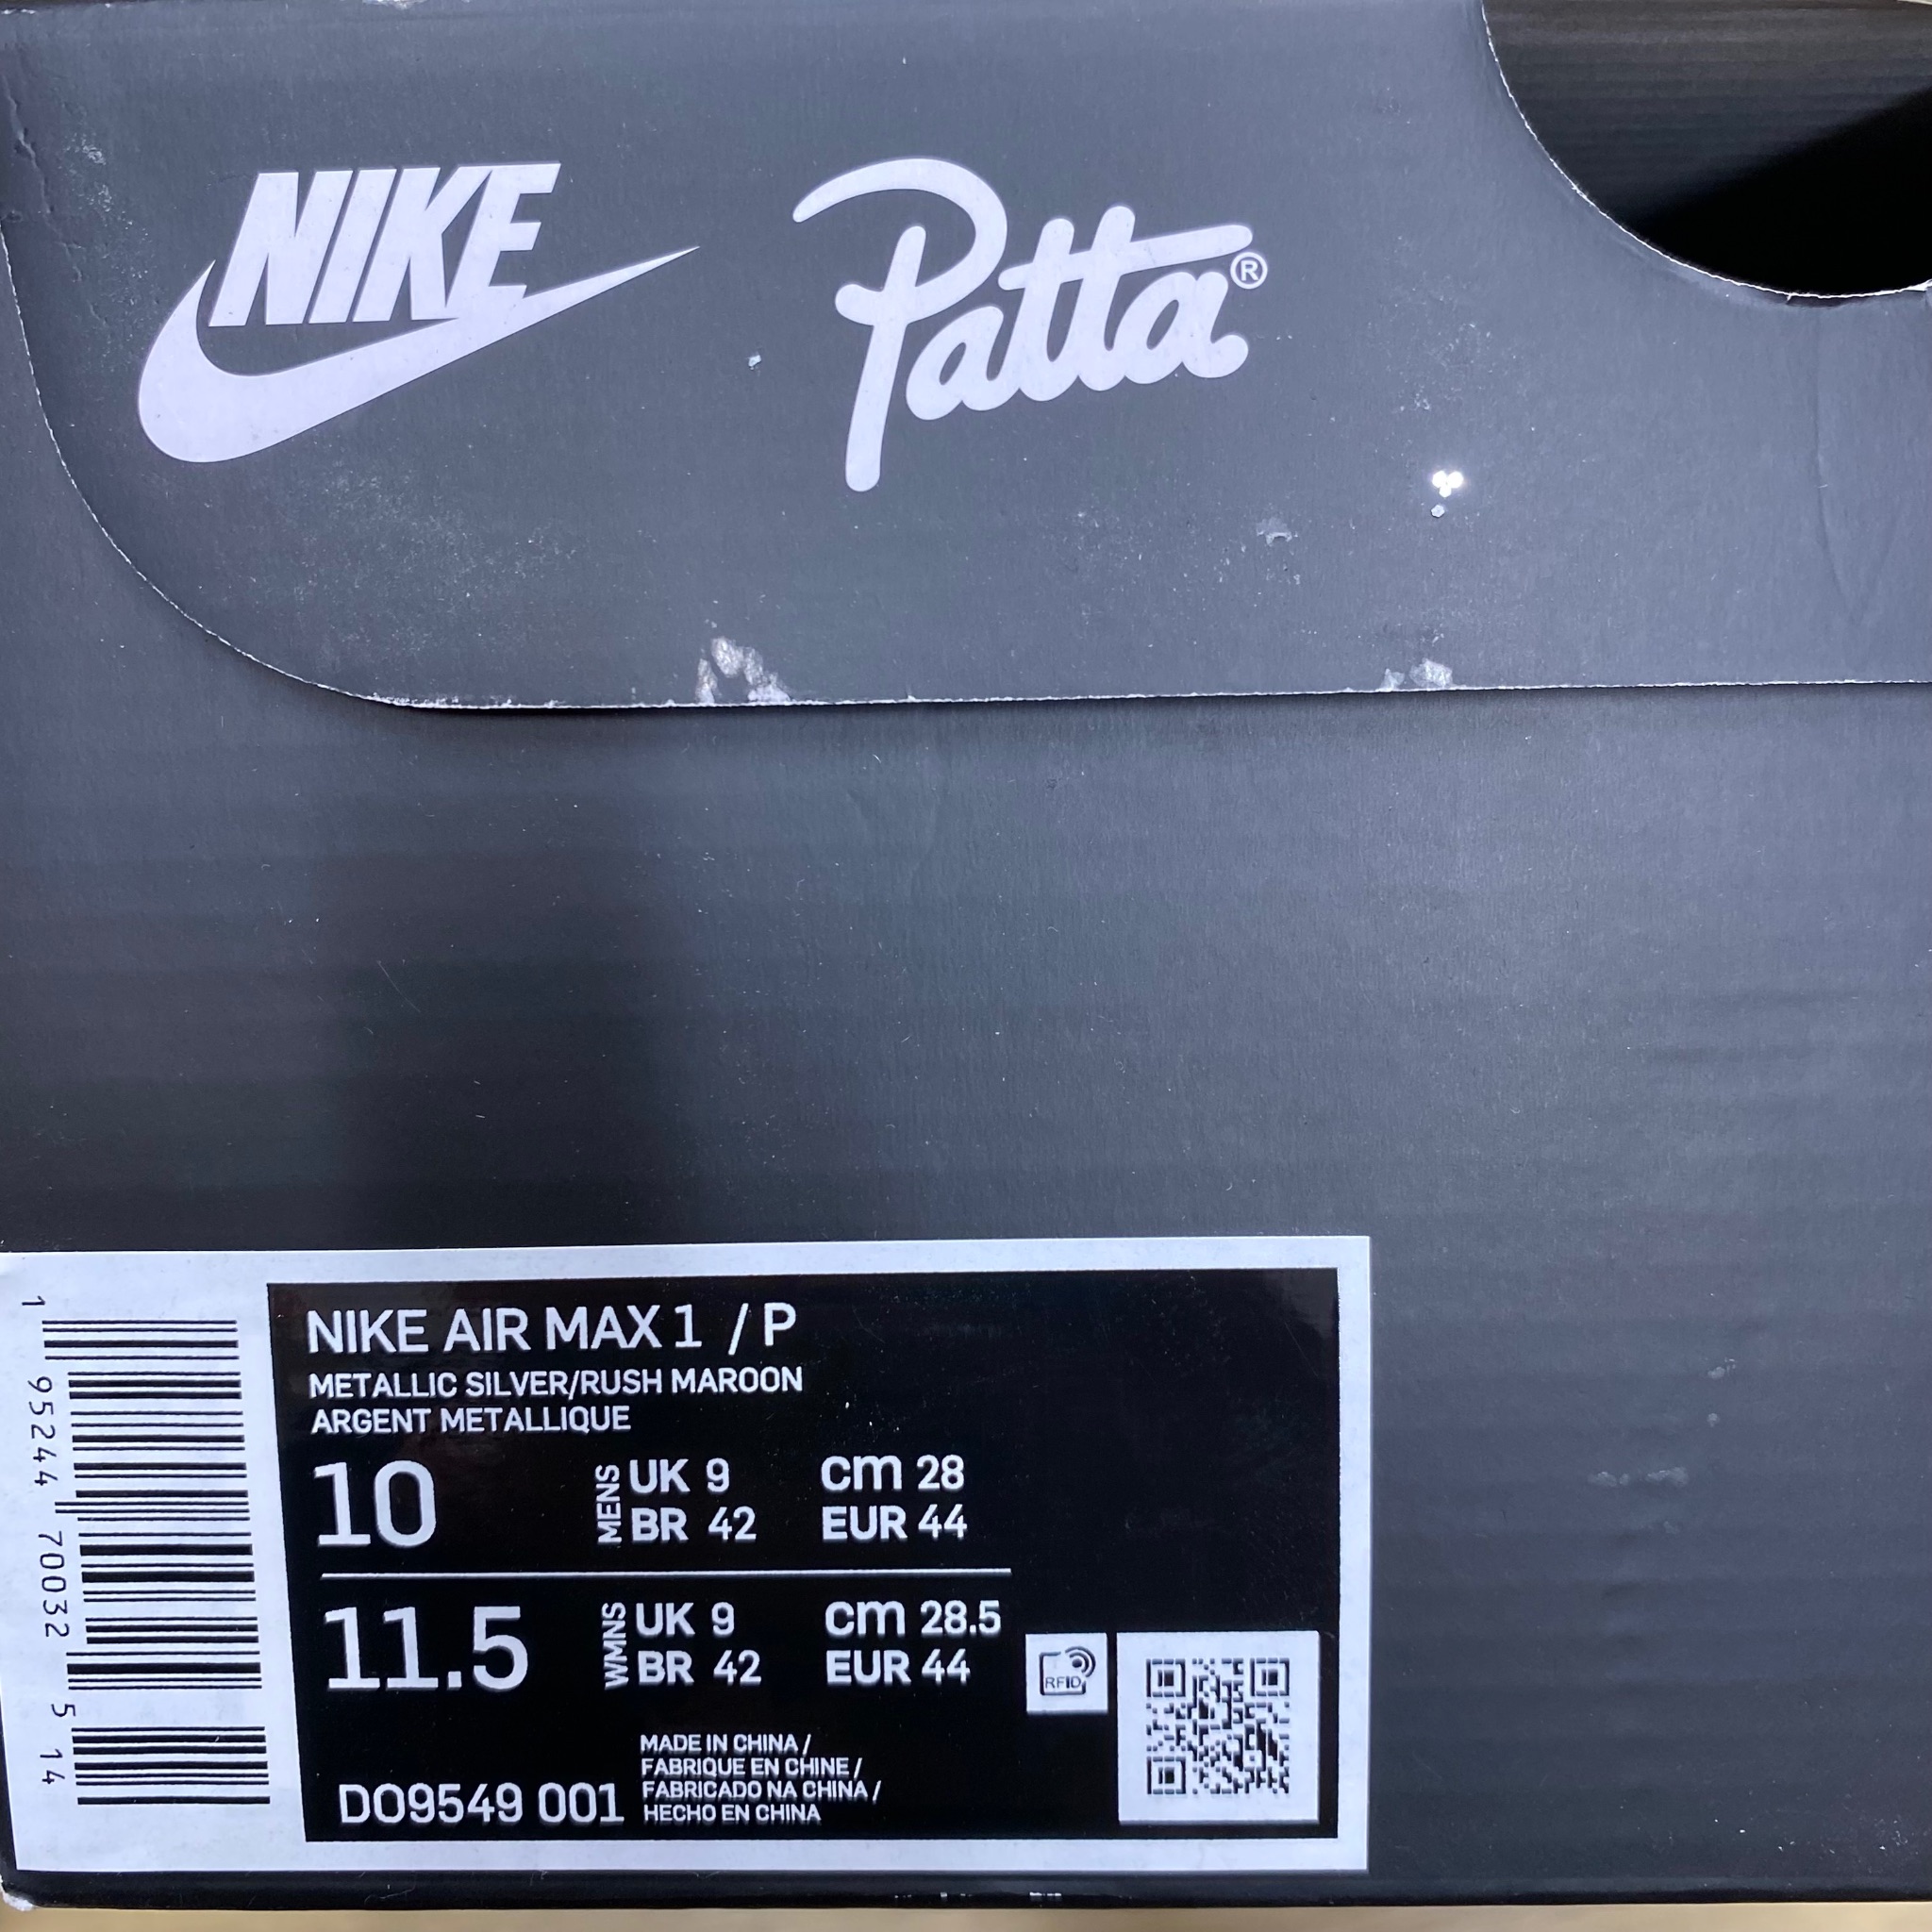 NIKE
Patta®
NIKE AIR MAX 1 / P
METALLIC SILVER/RUSH MAROON
ARGENT METALLIQUE
10 MENS UK 9 cm 28
BR 42 EUR 44
11.5 WMNS UK 9 cm 28.5
BR 42 EUR 44
RFID
MADE IN CHINA /
FABRIQUE EN CHINE /
FABRICADO NA CHINA /
HECHO EN CHINA
DO9549 001
1 95244 70032 5 14